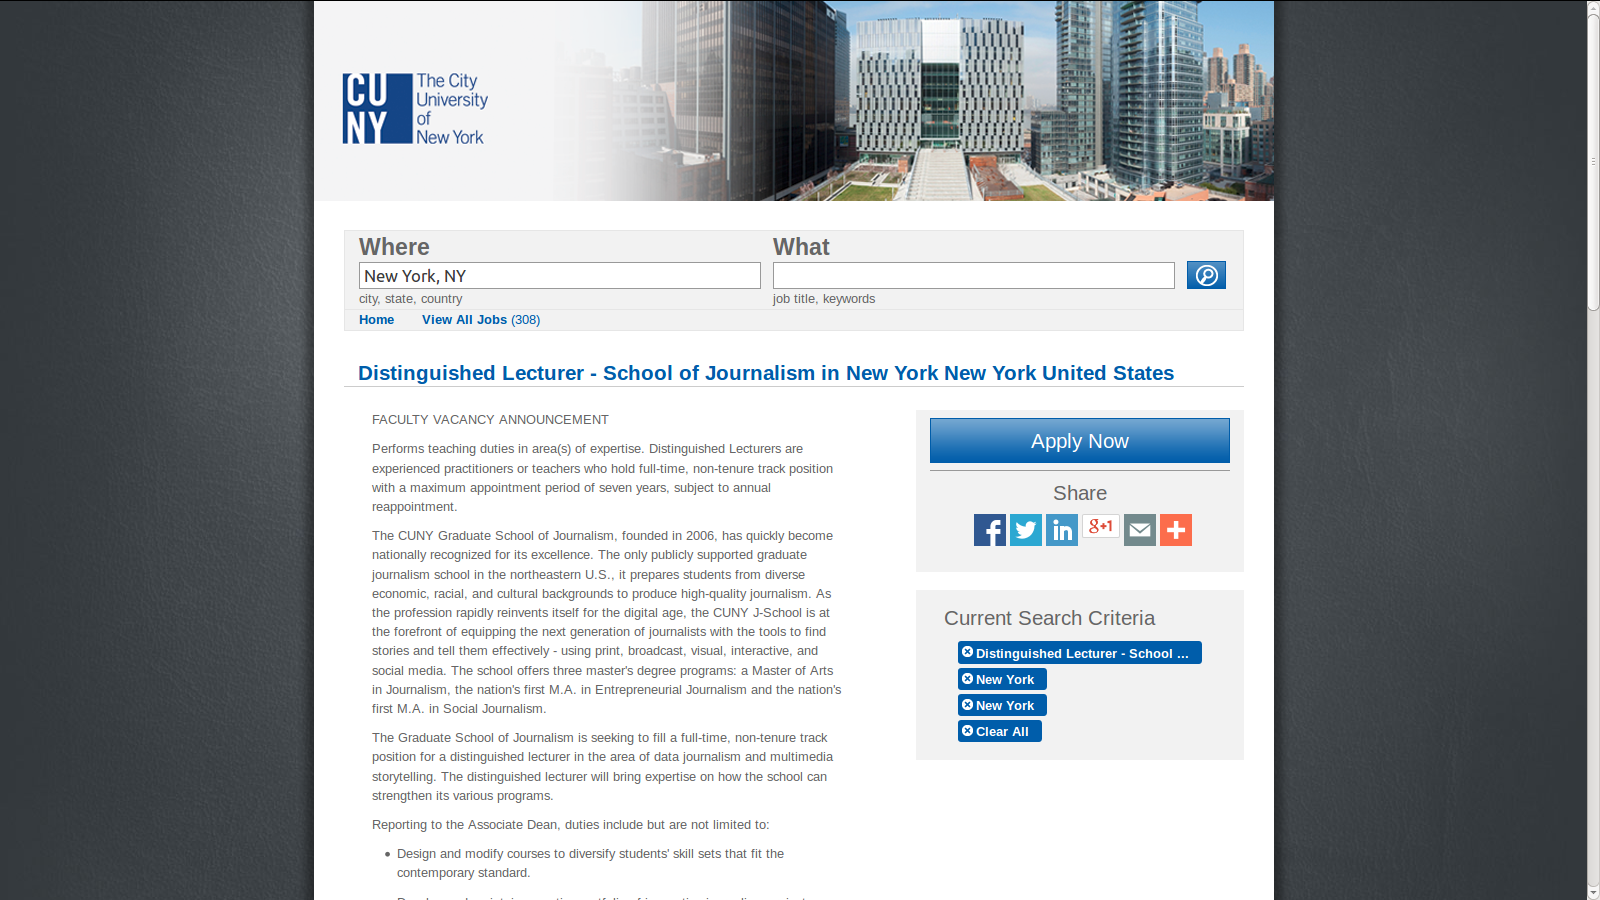 CU
NY
The City
University
of
New York
Where
What
New York, NY
city, state, country
job title, keywords
Home
View All Jobs (308)
Distinguished Lecturer - School of Journalism in New York New York United States
FACULTY VACANCY ANNOUNCEMENT
Performs teaching duties in area(s) of expertise. Distinguished Lecturers are
experienced practitioners or teachers who hold full-time, non-tenure track position
with a maximum appointment period of seven years, subject to annual
reappointment.
The CUNY Graduate School of Journalism, founded in 2006, has quickly become
nationally recognized for its excellence. The only publicly supported graduate
journalism school in the northeastern U.S., it prepares students from diverse
economic, racial, and cultural backgrounds to produce high-quality journalism. As
the profession rapidly reinvents itself for the digital age, the CUNY J-School is at
the forefront of equipping the next generation of journalists with the tools to find
stories and tell them effectively - using print, broadcast, visual, interactive, and
social media. The school offers three master's degree programs: a Master of Arts
in Journalism, the nation's first M.A. in Entrepreneurial Journalism and the nation's
first M.A. in Social Journalism.
The Graduate School of Journalism is seeking to fill a full-time, non-tenure track
position for a distinguished lecturer in the area of data journalism and multimedia
storytelling. The distinguished lecturer will bring expertise on how the school can
strengthen its various programs.
Reporting to the Associate Dean, duties include but are not limited to:
• Design and modify courses to diversify students' skill sets that fit the
contemporary standard.
Apply Now
Share
g+1
Current Search Criteria
Distinguished Lecturer - School ...
New York
New York
Clear All